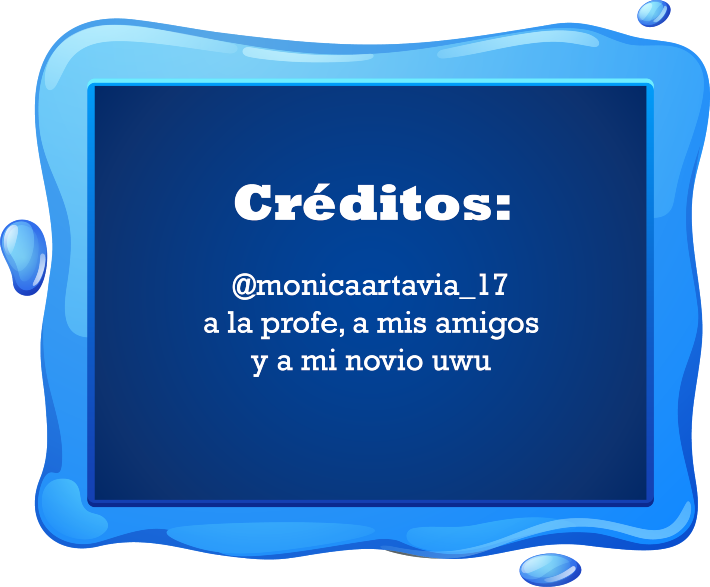 Créditos:
@monicaartavia_17
a la profe, a mis amigos
y a mi novio uwu